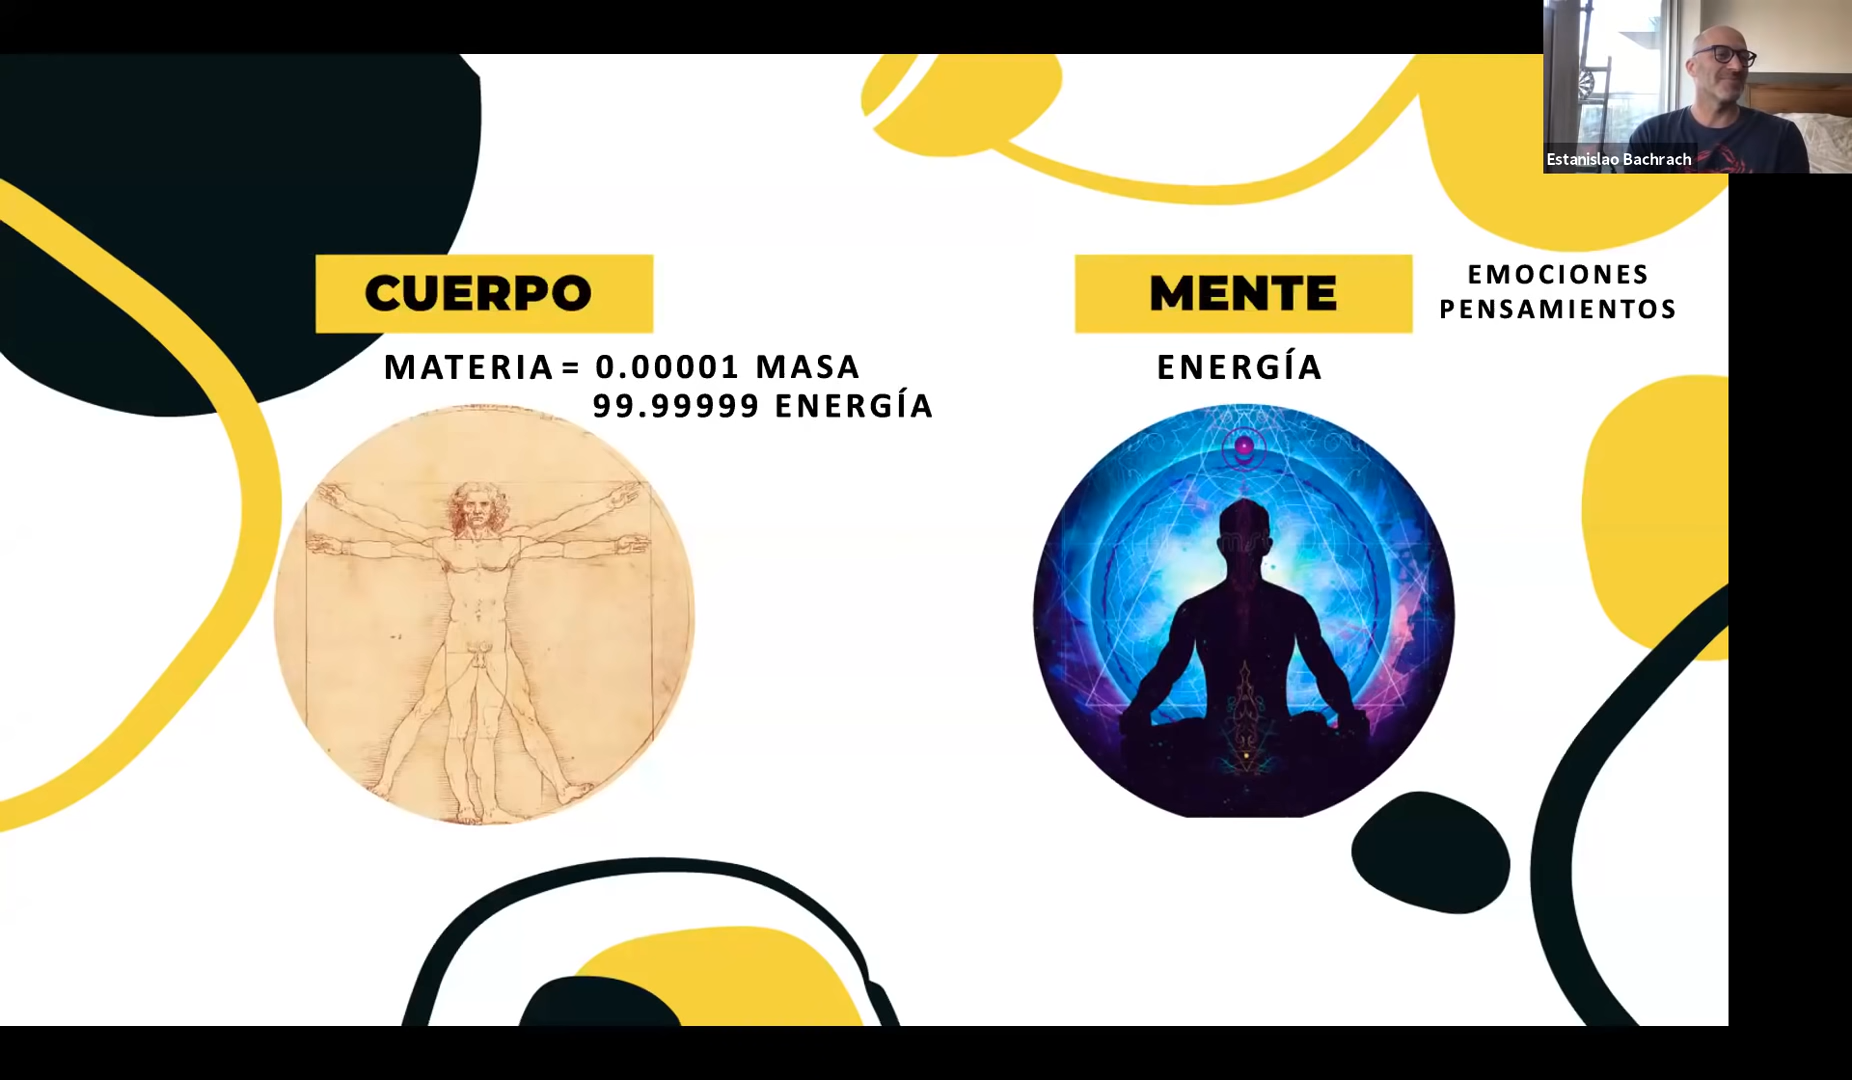 Estanislao Bachrach
CUERPO
MATERIA = 0.00001 MASA
99.99999 ENERGÍA
MENTE
EMOCIONES
PENSAMIENTOS
ENERGÍA